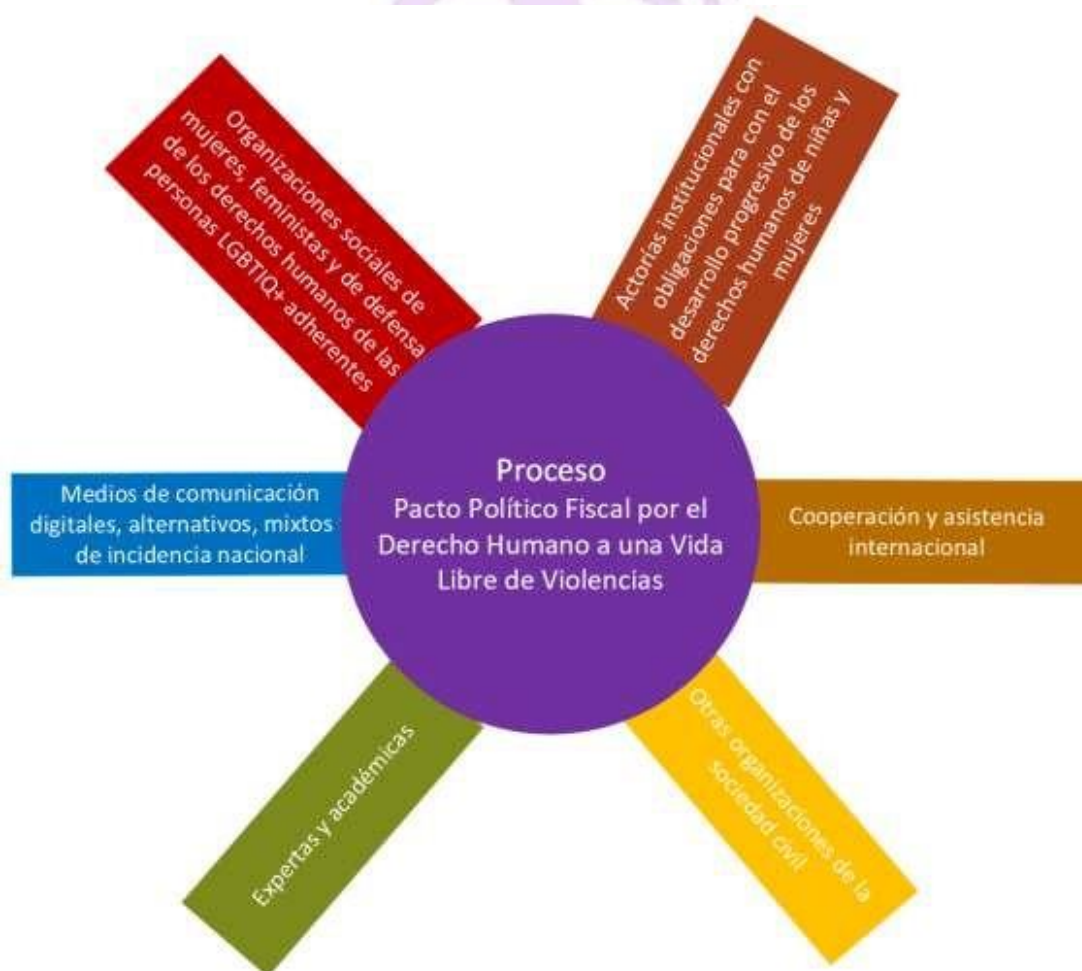 Organizaciones sociales de
mujeres, feministas y de defensa
de los derechos humanos de las
personas LGBTIQ+ adherentes
Actorías institucionales con
obligaciones para con el
desarrollo progresivo de los
derechos humanos de niñas y
mujeres
Medios de comunicación
digitales, alternativos, mixtos
de incidencia nacional
Proceso
Pacto Político Fiscal por el
Derecho Humano a una Vida
Libre de Violencias
Cooperación y asistencia
internacional
Expertas y académicas
Otras organizaciones de la
sociedad civil